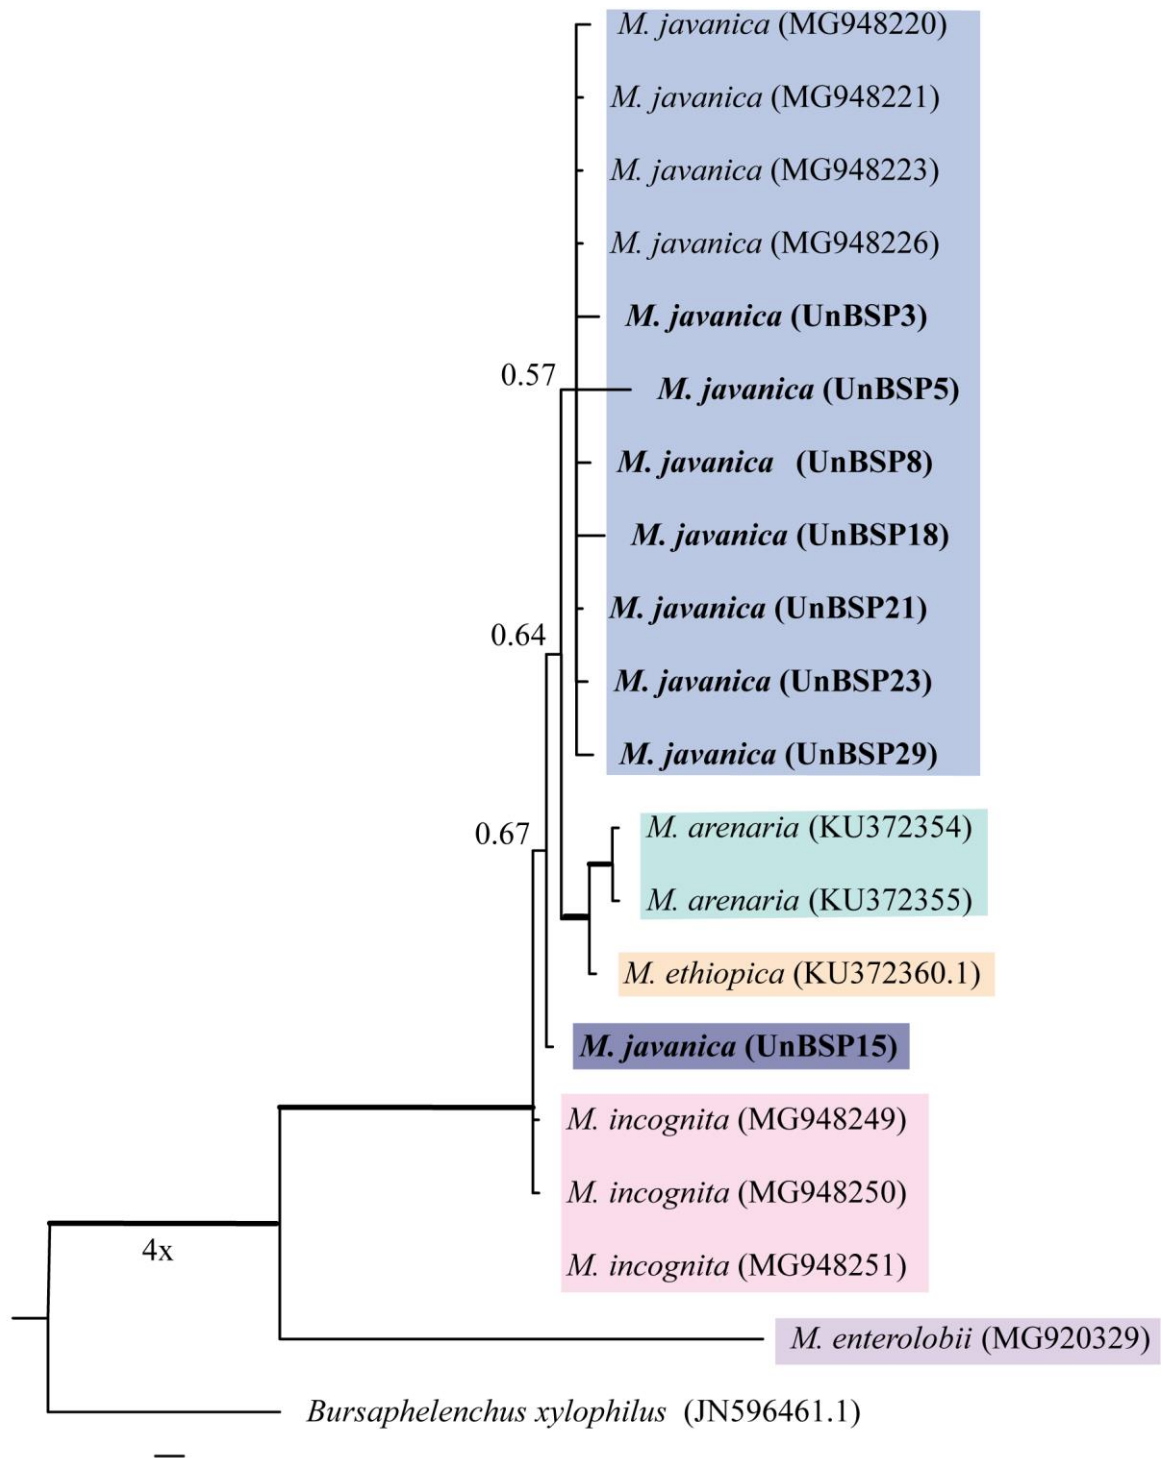 M. javanica (MG948220)
M. javanica (MG948221)
M. javanica (MG948223)
M. javanica (MG948226)
M. javanica (UnBSP3)
0.57
M. javanica (UnBSP5)
M. javanica (UnBSP8)
M. javanica (UnBSP18)
M. javanica (UnBSP21)
0.64
M. javanica (UnBSP23)
M. javanica (UnBSP29)
M. arenaria (KU372354)
0.67
M. arenaria (KU372355)
M. ethiopica (KU372360.1)
M. javanica (UnBSP15)
M. incognita (MG948249)
M. incognita (MG948250)
4x
M. incognita (MG948251)
M. enterolobii (MG920329)
Bursaphelenchus xylophilus (JN596461.1)